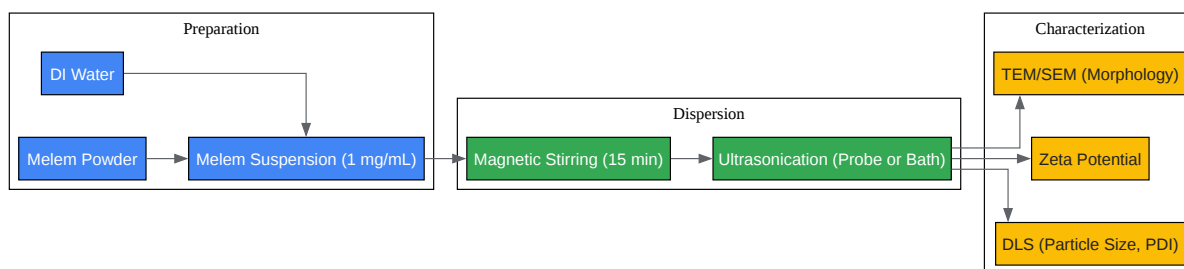 Preparation
DI Water
Melem Powder
Melem Suspension (1 mg/mL)
Dispersion
Magnetic Stirring (15 min)
Ultrasonication (Probe or Bath)
Characterization
TEM/SEM (Morphology)
Zeta Potential
DLS (Particle Size, PDI)